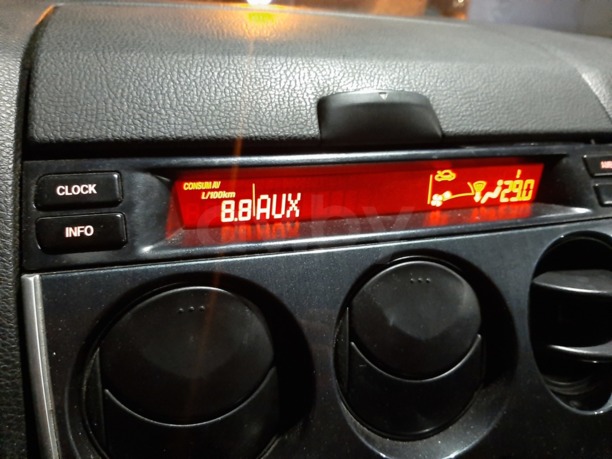 CLOCK
INFO
CONSUM AV
L/100km
8.8 AUX
29.0